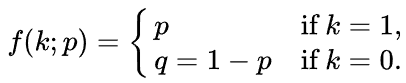 f(k; p) = { p if k = 1,
q = 1 − p if k = 0.